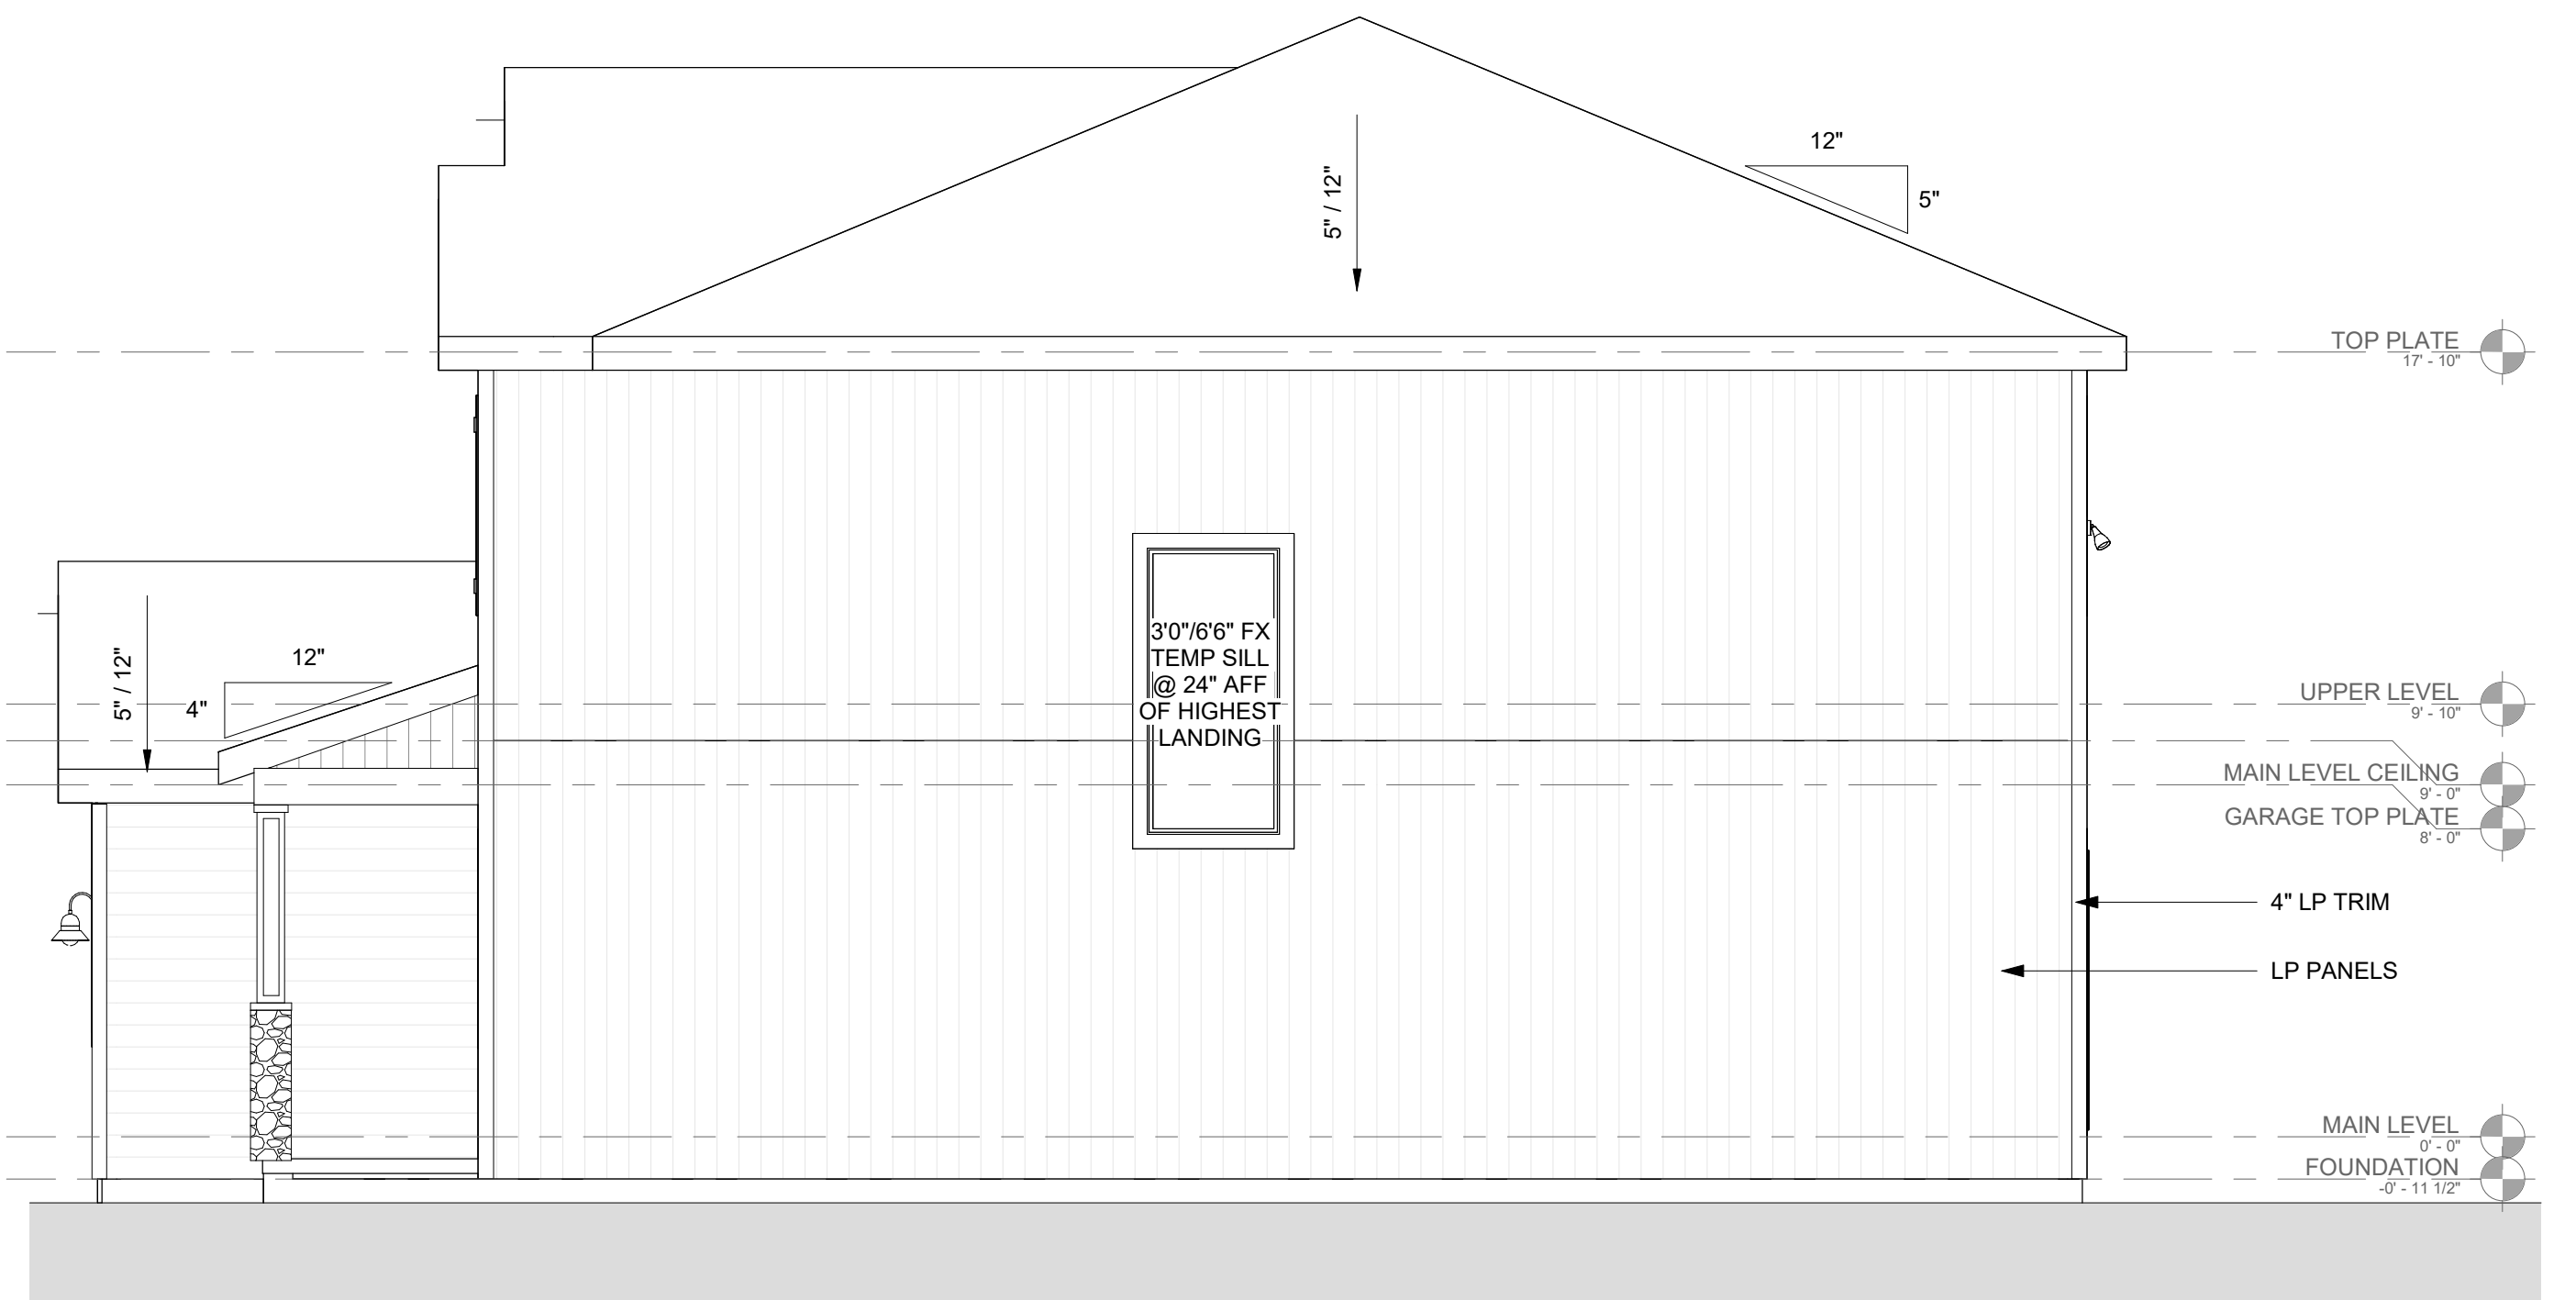 12"
5"
5" / 12"
TOP PLATE
17' - 10"
3'0"/6'6" FX
TEMP SILL
@ 24" AFF
OF HIGHEST
LANDING
12"
4"
5" / 12"
UPPER LEVEL
9' - 10"
MAIN LEVEL CEILING
9' - 0"
GARAGE TOP PLATE
8' - 0"
4" LP TRIM
LP PANELS
MAIN LEVEL
0' - 0"
FOUNDATION
-0' - 11 1/2"